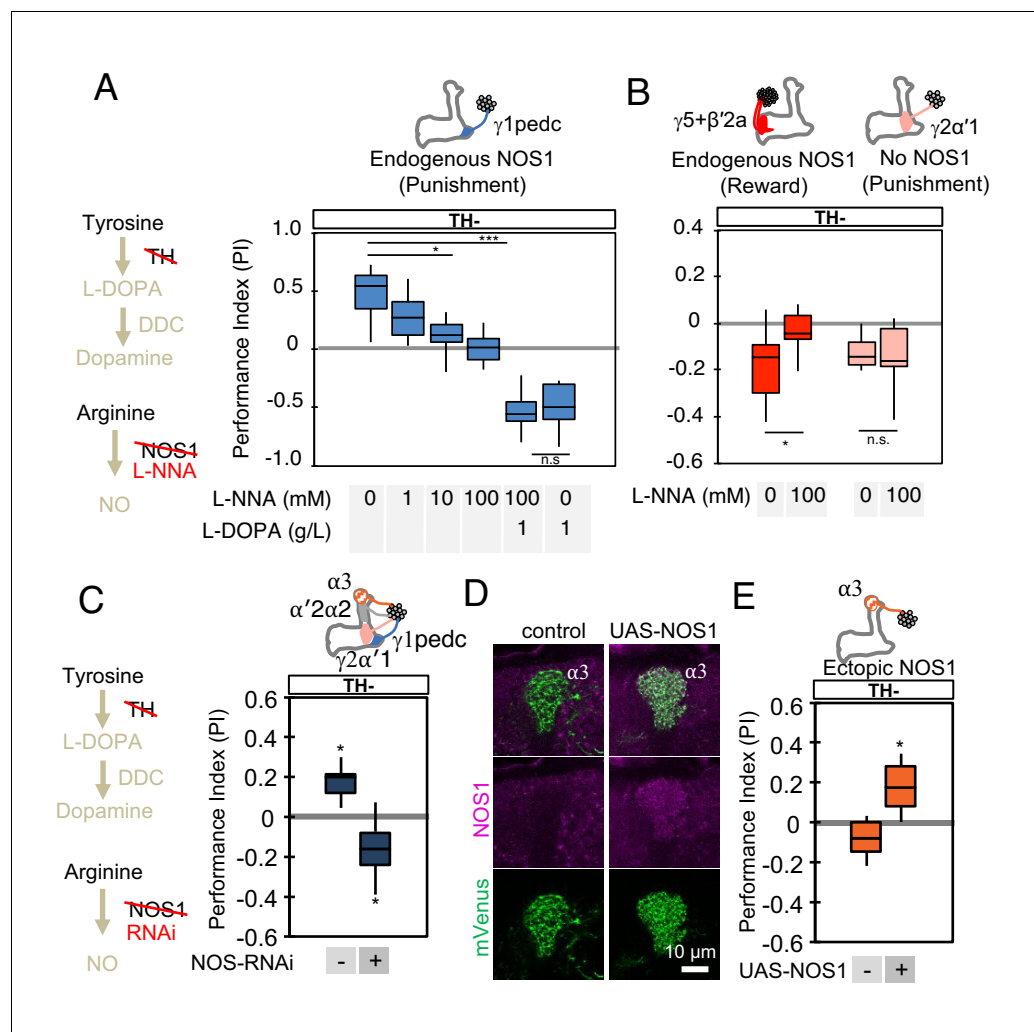 A
γ1pedc
Endogenous NOS1
(Punishment)
TH-
Tyrosine
TH
L-DOPA
DDC
Dopamine
Arginine
NOS1
L-NNA
NO
Performance Index (PI)
1.0
0.5
0
-0.5
-1.0
***
*
n.s
L-NNA (mM) 0 1 10 100 100 0
L-DOPA (g/L) 1 1
B
γ5+β'2a
γ2α'1
Endogenous NOS1
(Reward)
No NOS1
(Punishment)
TH-
Performance Index (PI)
0.4
0.2
0
-0.2
-0.4
-0.6
*
n.s.
L-NNA (mM) 0 100 0 100
C
α3
α'2α2
γ1pedc
γ2α'1
TH-
Tyrosine
TH
L-DOPA
DDC
Dopamine
Arginine
NOS1
RNAi
NO
Performance Index (PI)
0.6
0.4
0.2
0
-0.2
-0.4
-0.6
*
*
NOS-RNAi - +
D
control UAS-NOS1
α3 α3
NOS1
mVenus
10 μm
E
α3
Ectopic NOS1
TH-
Performance Index (PI)
0.6
0.4
0.2
0
-0.2
-0.4
-0.6
*
UAS-NOS1 - +